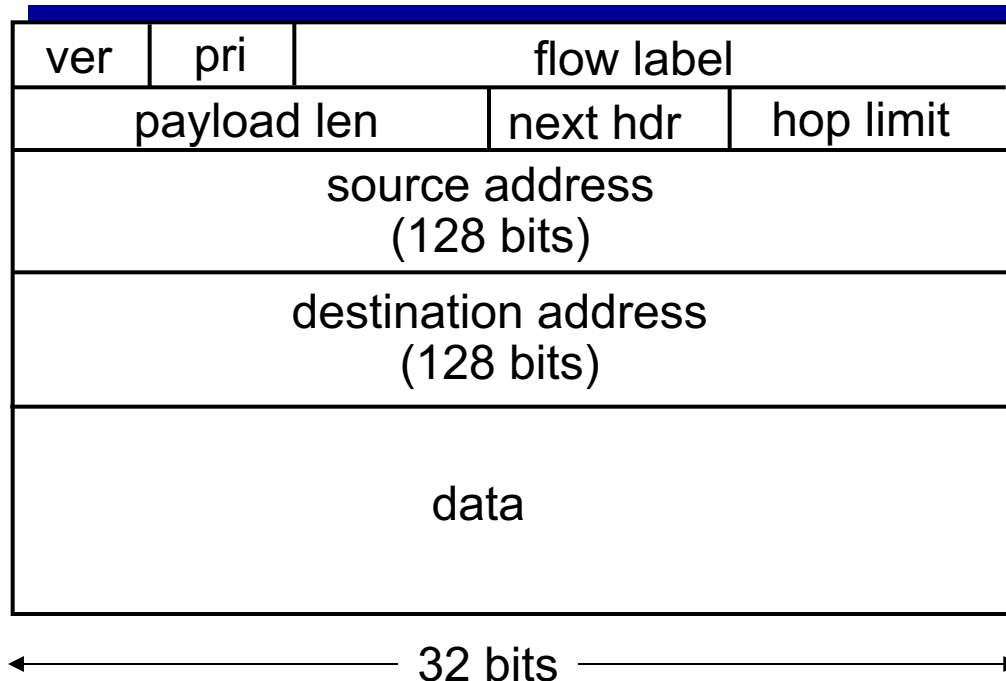 ver pri flow label
payload len next hdr hop limit
source address
(128 bits)
destination address
(128 bits)
data
32 bits